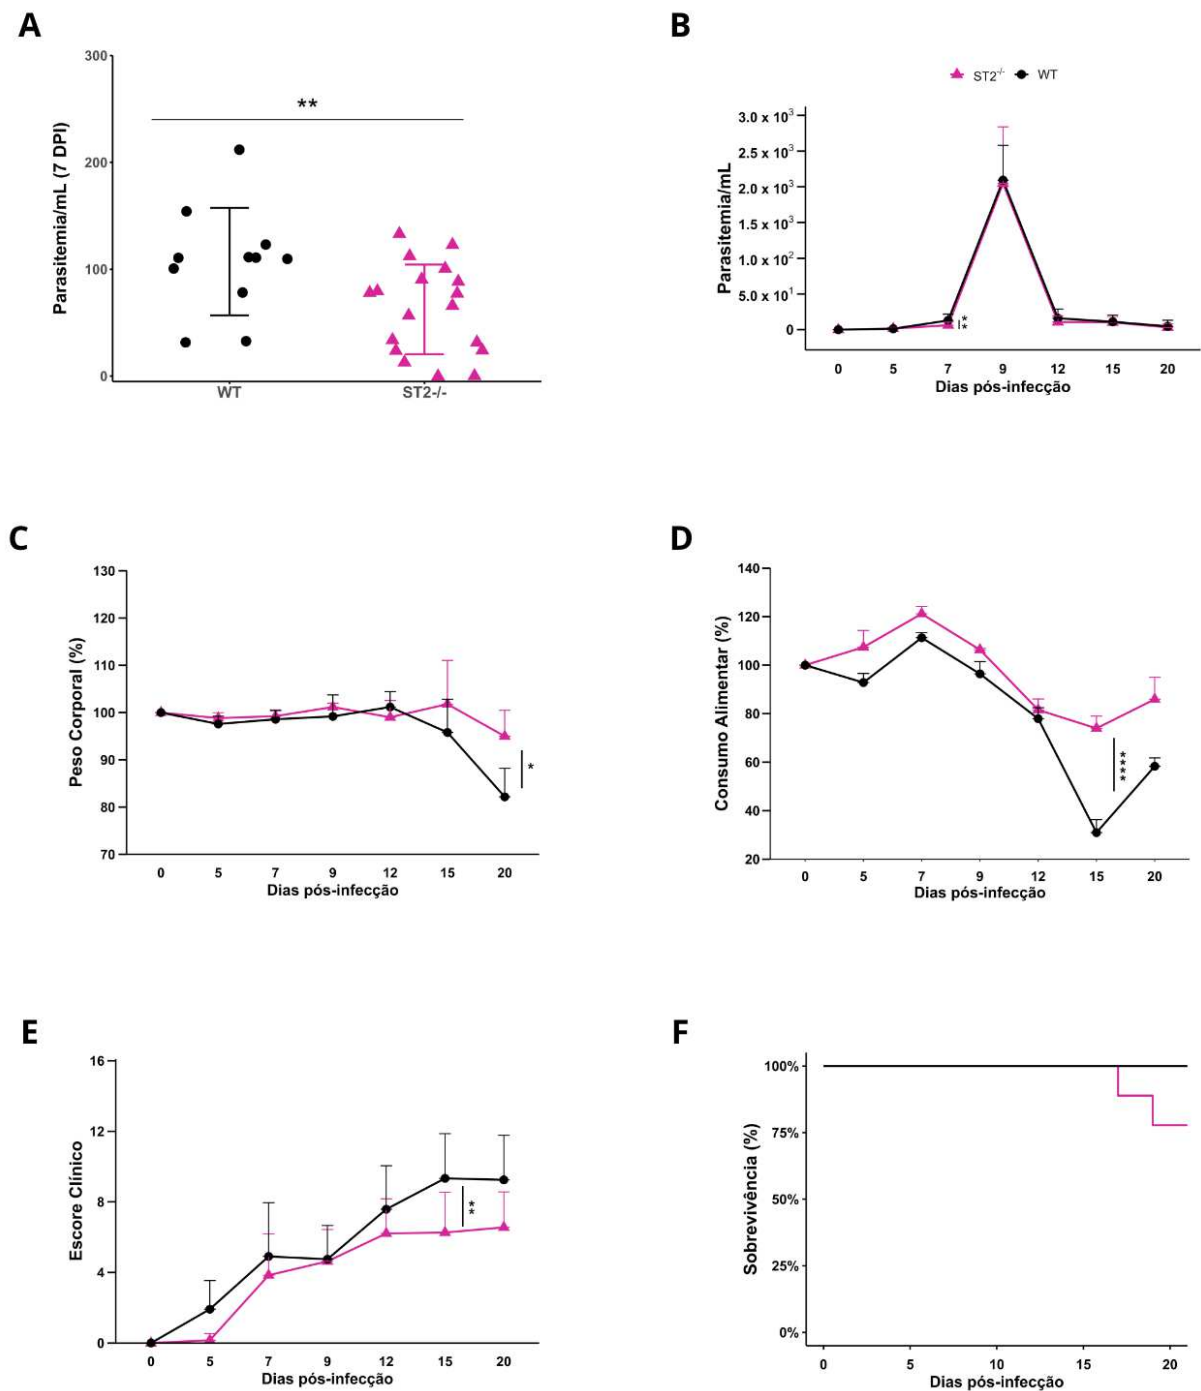 A
300
200
100
0
Parasitemia/mL (7 DPI)
**
WT
ST2-/-
B
ST2-/-
WT
3.0 x 10³
2.5 x 10³
2.0 x 10³
1.5 x 10³
1.0 x 10²
5.0 x 10¹
0
Parasitemia/mL
**
0 5 7 9 12 15 20
Dias pós-infecção
C
130
120
110
100
90
80
70
Peso Corporal (%)
*
0 5 7 9 12 15 20
Dias pós-infecção
D
140
120
100
80
60
40
20
Consumo Alimentar (%)
****
0 5 7 9 12 15 20
Dias pós-infecção
E
16
12
8
4
0
Escore Clínico
**
0 5 7 9 12 15 20
Dias pós-infecção
F
100%
75%
50%
25%
0%
Sobrevivência (%)
0 5 10 15 20
Dias pós-infecção